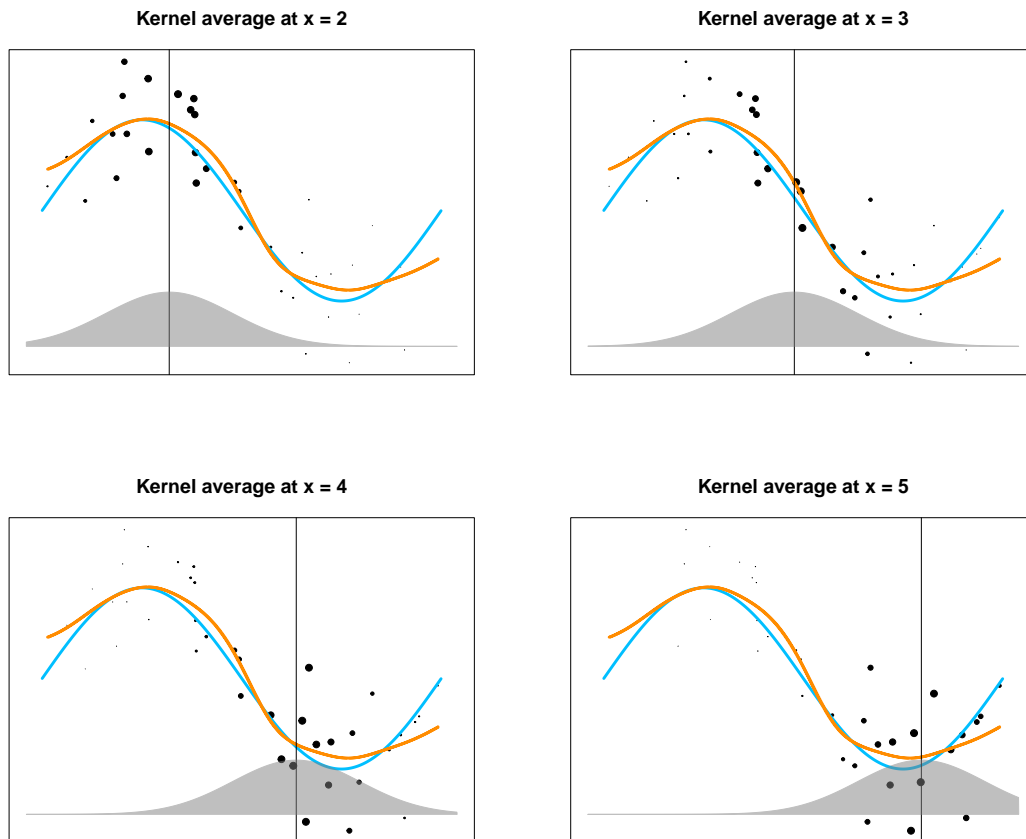 Kernel average at x = 2
Kernel average at x = 3
Kernel average at x = 4
Kernel average at x = 5